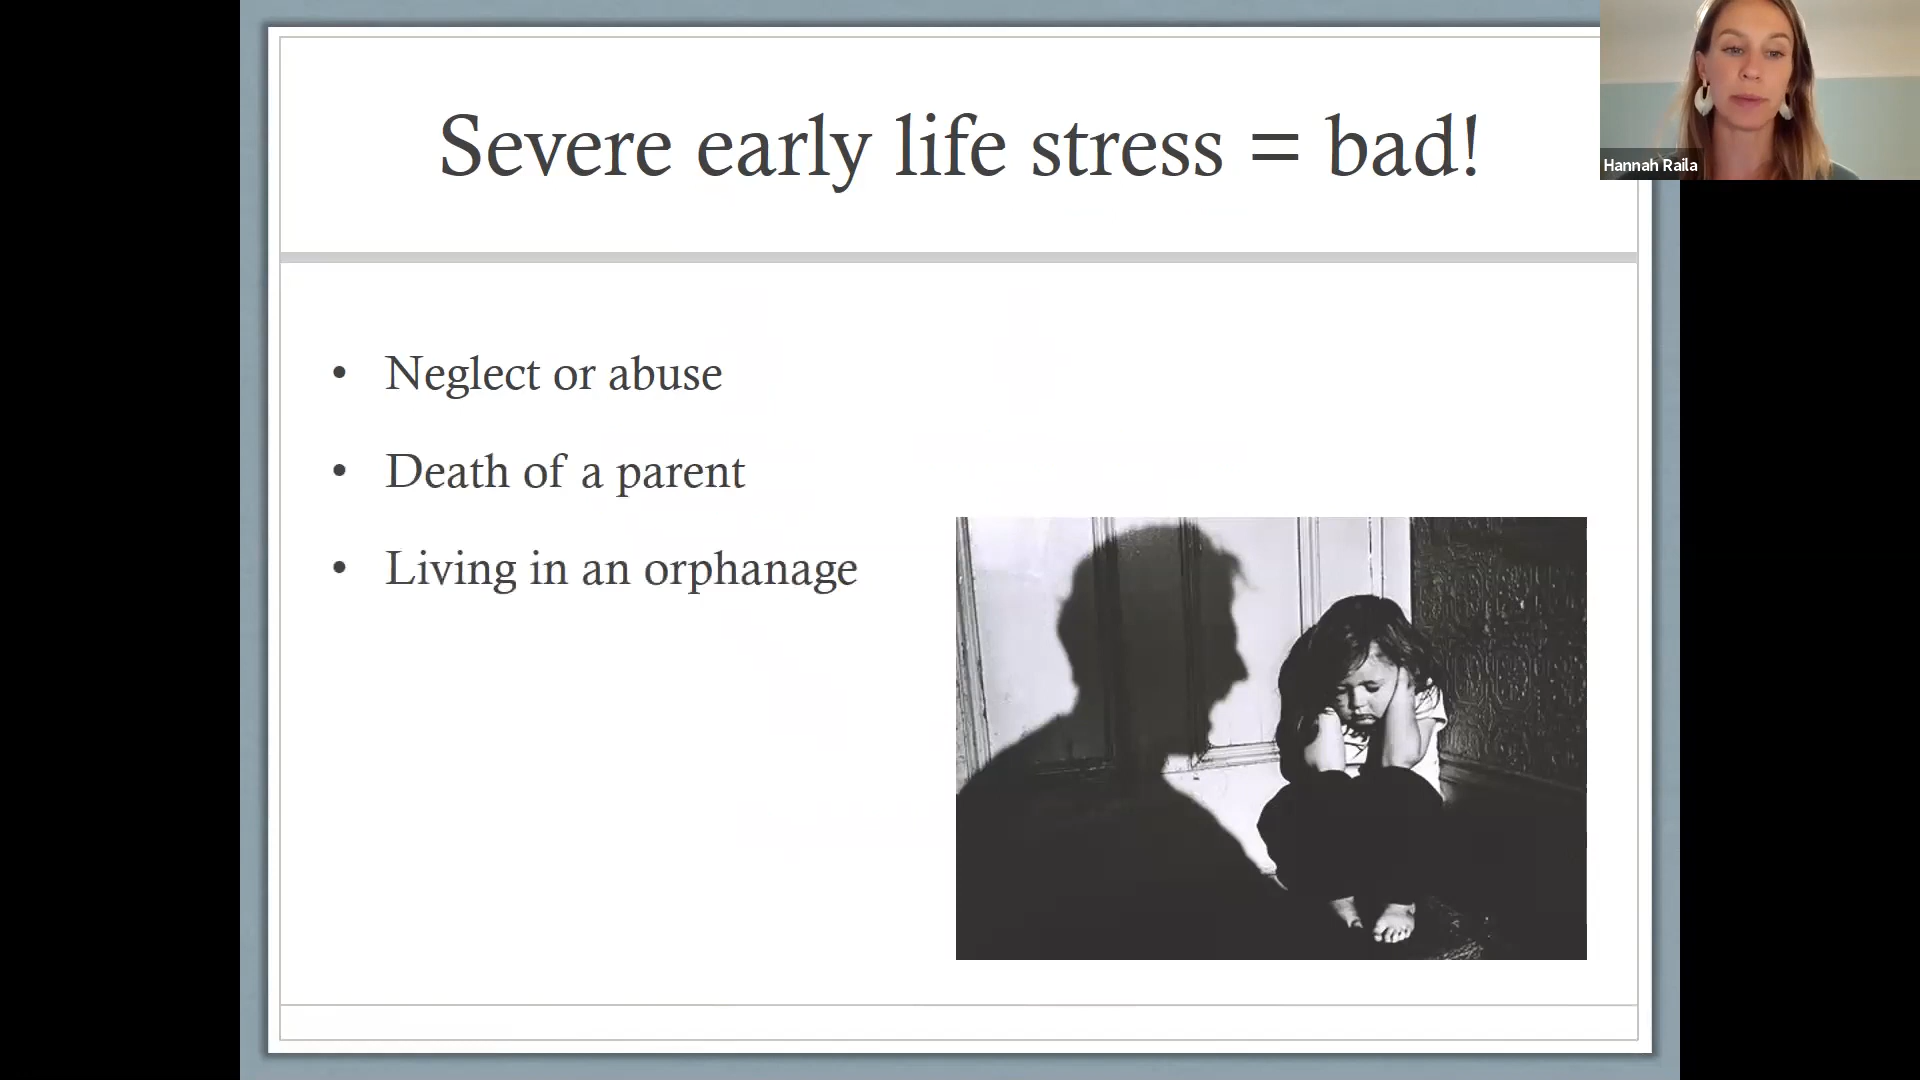 Severe early life stress = bad!
Hannah Raila
• Neglect or abuse
• Death of a parent
• Living in an orphanage